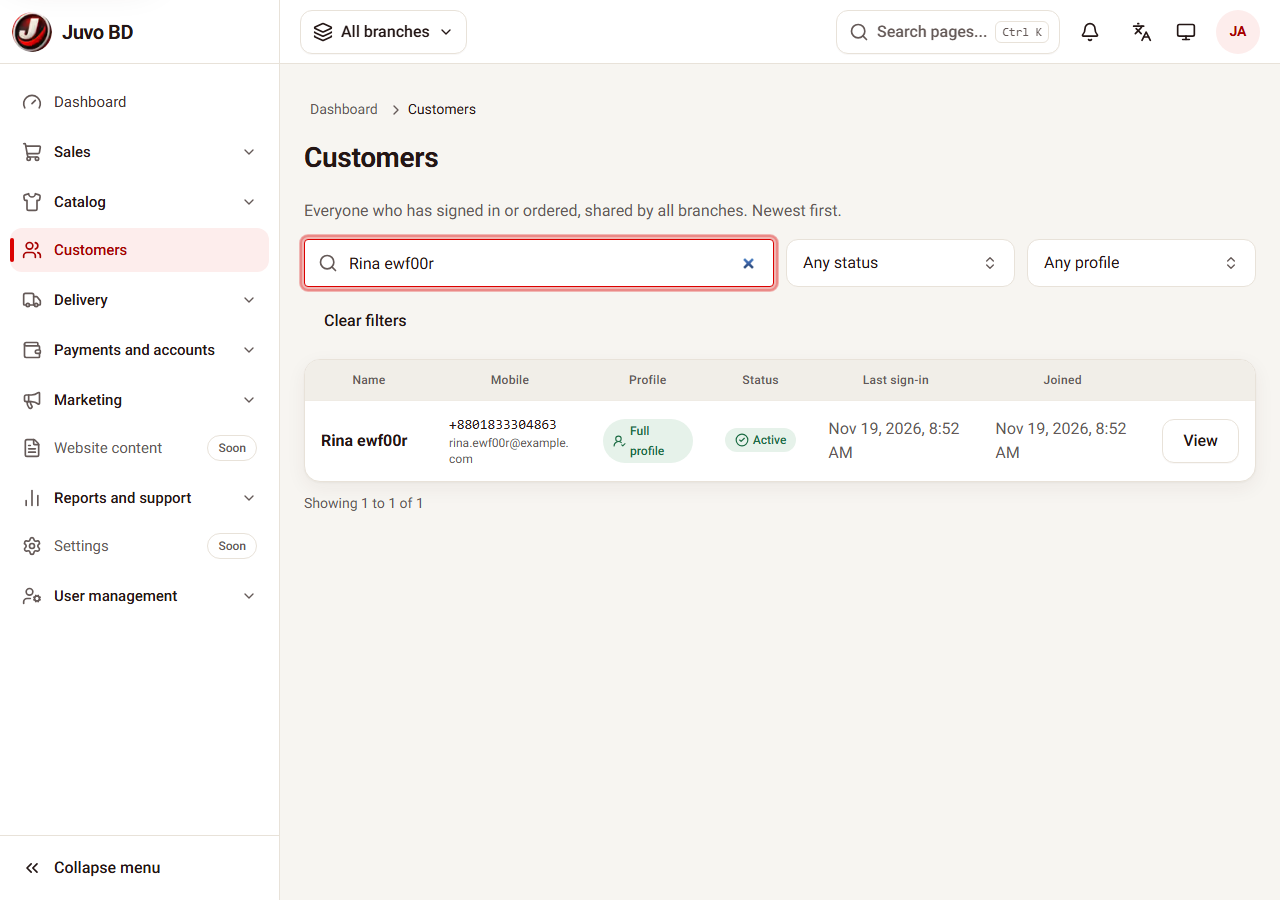 Juvo BD
All branches
Search pages... Ctrl K
JA
Dashboard
Sales
Catalog
Customers
Delivery
Payments and accounts
Marketing
Website content Soon
Reports and support
Settings Soon
User management
Collapse menu
Dashboard > Customers
Customers
Everyone who has signed in or ordered, shared by all branches. Newest first.
Rina ewf00r
Any status
Any profile
Clear filters
Name Mobile Profile Status Last sign-in Joined
Rina ewf00r
+8801833304863
rina.ewf00r@example.
com
Full
profile
Active
Nov 19, 2026, 8:52
AM
Nov 19, 2026, 8:52
AM
View
Showing 1 to 1 of 1